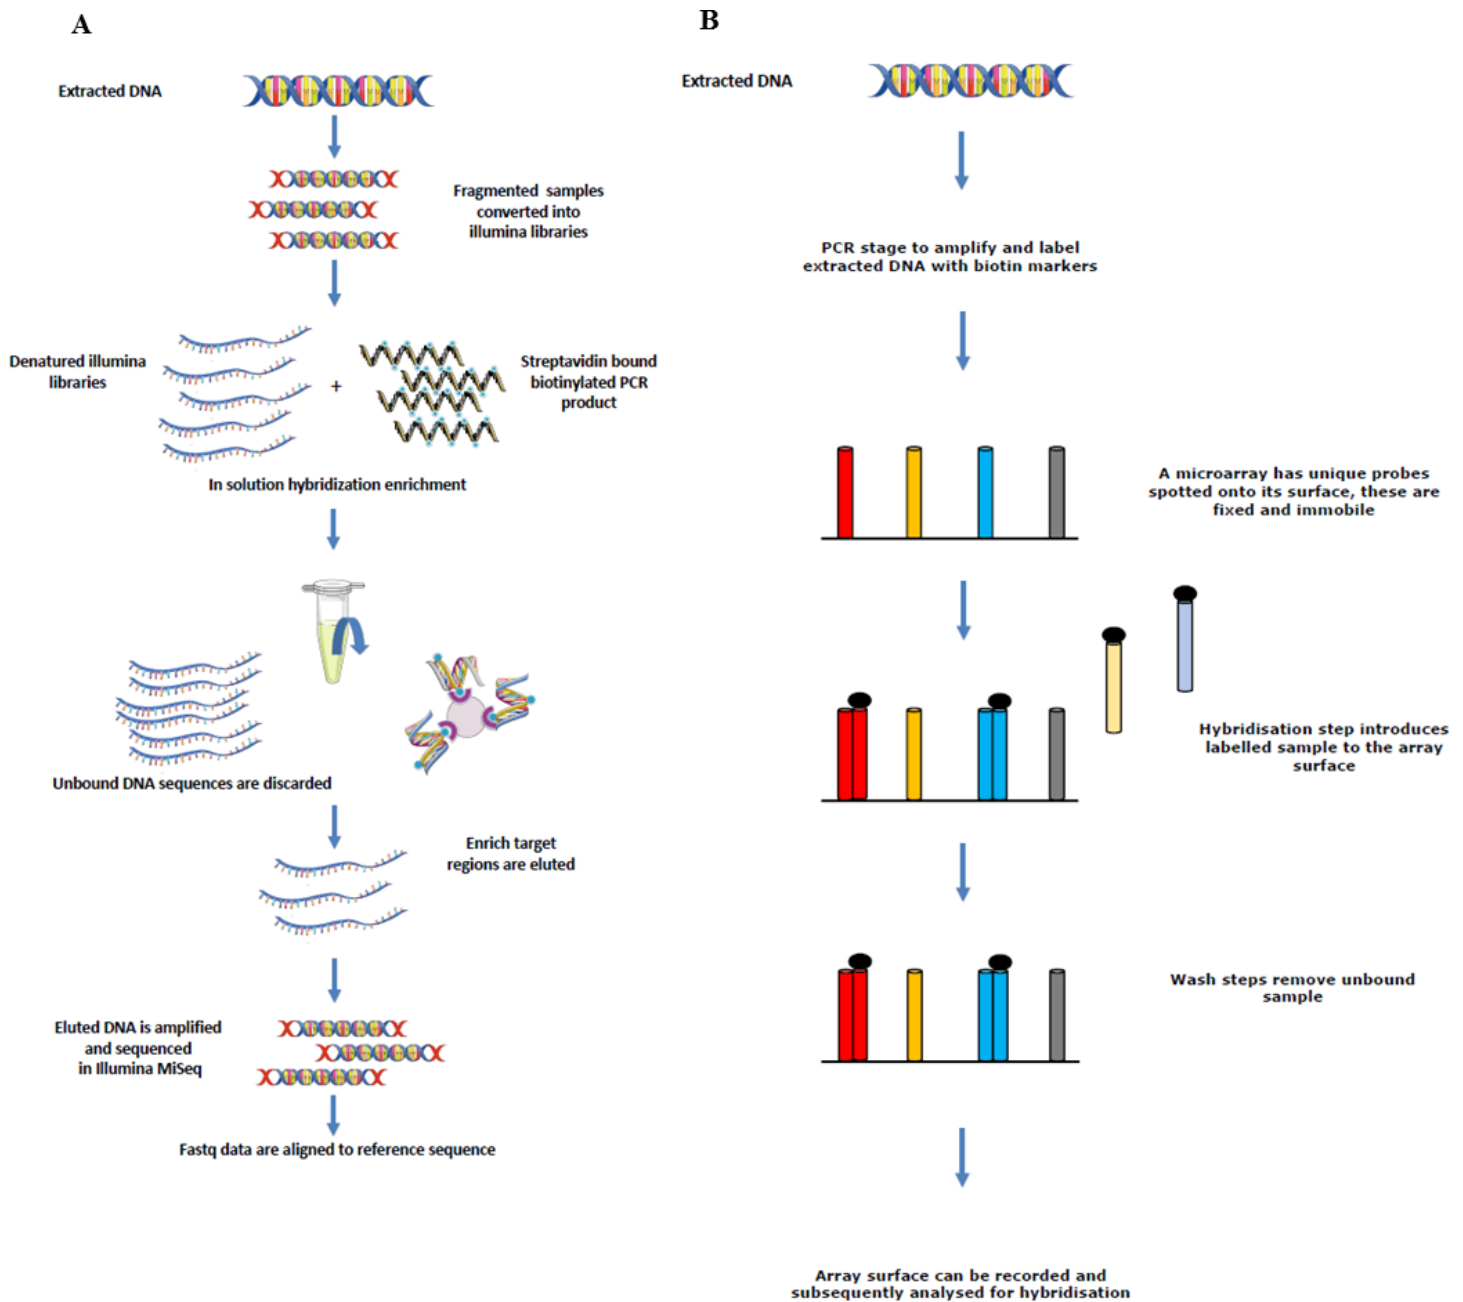 A
Extracted DNA
Fragmented samples
converted into
illumina libraries
Denatured illumina
libraries
+
Streptavidin bound
biotinylated PCR
product
In solution hybridization enrichment
Unbound DNA sequences are discarded
Enrich target
regions are eluted
Eluted DNA is amplified
and sequenced
in Illumina MiSeq
Fastq data are aligned to reference sequence
B
Extracted DNA
PCR stage to amplify and label
extracted DNA with biotin markers
A microarray has unique probes
spotted onto its surface, these are
fixed and immobile
Hybridisation step introduces
labelled sample to the array
surface
Wash steps remove unbound
sample
Array surface can be recorded and
subsequently analysed for hybridisation